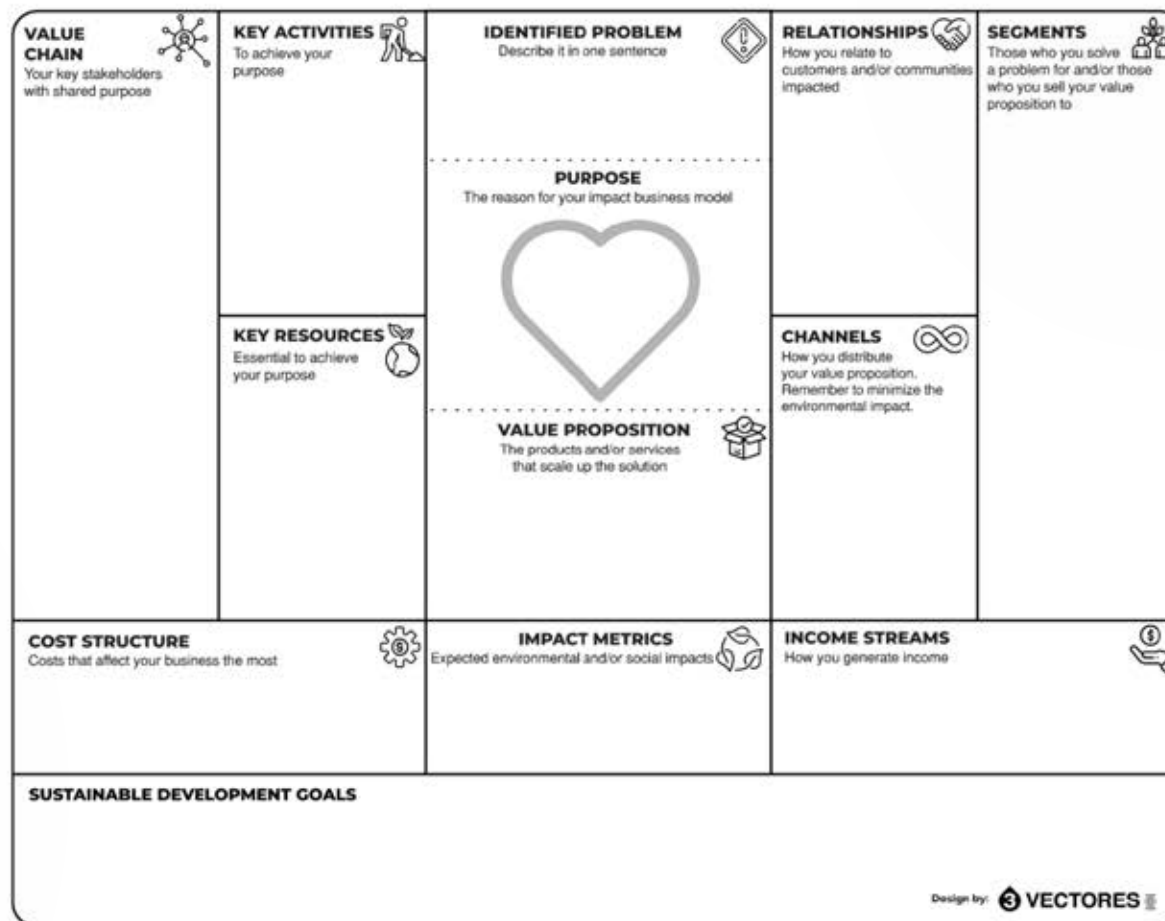 VALUE
CHAIN
Your key stakeholders
with shared purpose
KEY ACTIVITIES
To achieve your
purpose
KEY RESOURCES
Essential to achieve
your purpose
IDENTIFIED PROBLEM
Describe it in one sentence
PURPOSE
The reason for your impact business model
VALUE PROPOSITION
The products and/or services
that scale up the solution
RELATIONSHIPS
How you relate to
customers and/or communities
impacted
CHANNELS
How you distribute
your value proposition.
Remember to minimize the
environmental impact.
SEGMENTS
Those who you solve
a problem for and/or those
who you sell your value
proposition to
COST STRUCTURE
Costs that affect your business the most
IMPACT METRICS
Expected environmental and/or social impacts
INCOME STREAMS
How you generate income
SUSTAINABLE DEVELOPMENT GOALS
Design by: 3 VECTORES